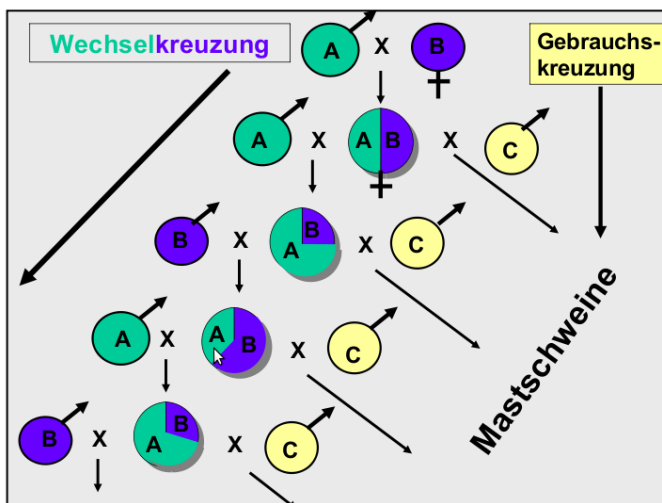 Wechselkreuzung
A X B
Gebrauchs-
kreuzung
A X A B X C
B X A B X C
A X A B X C
B X A B X C
Mastschweine